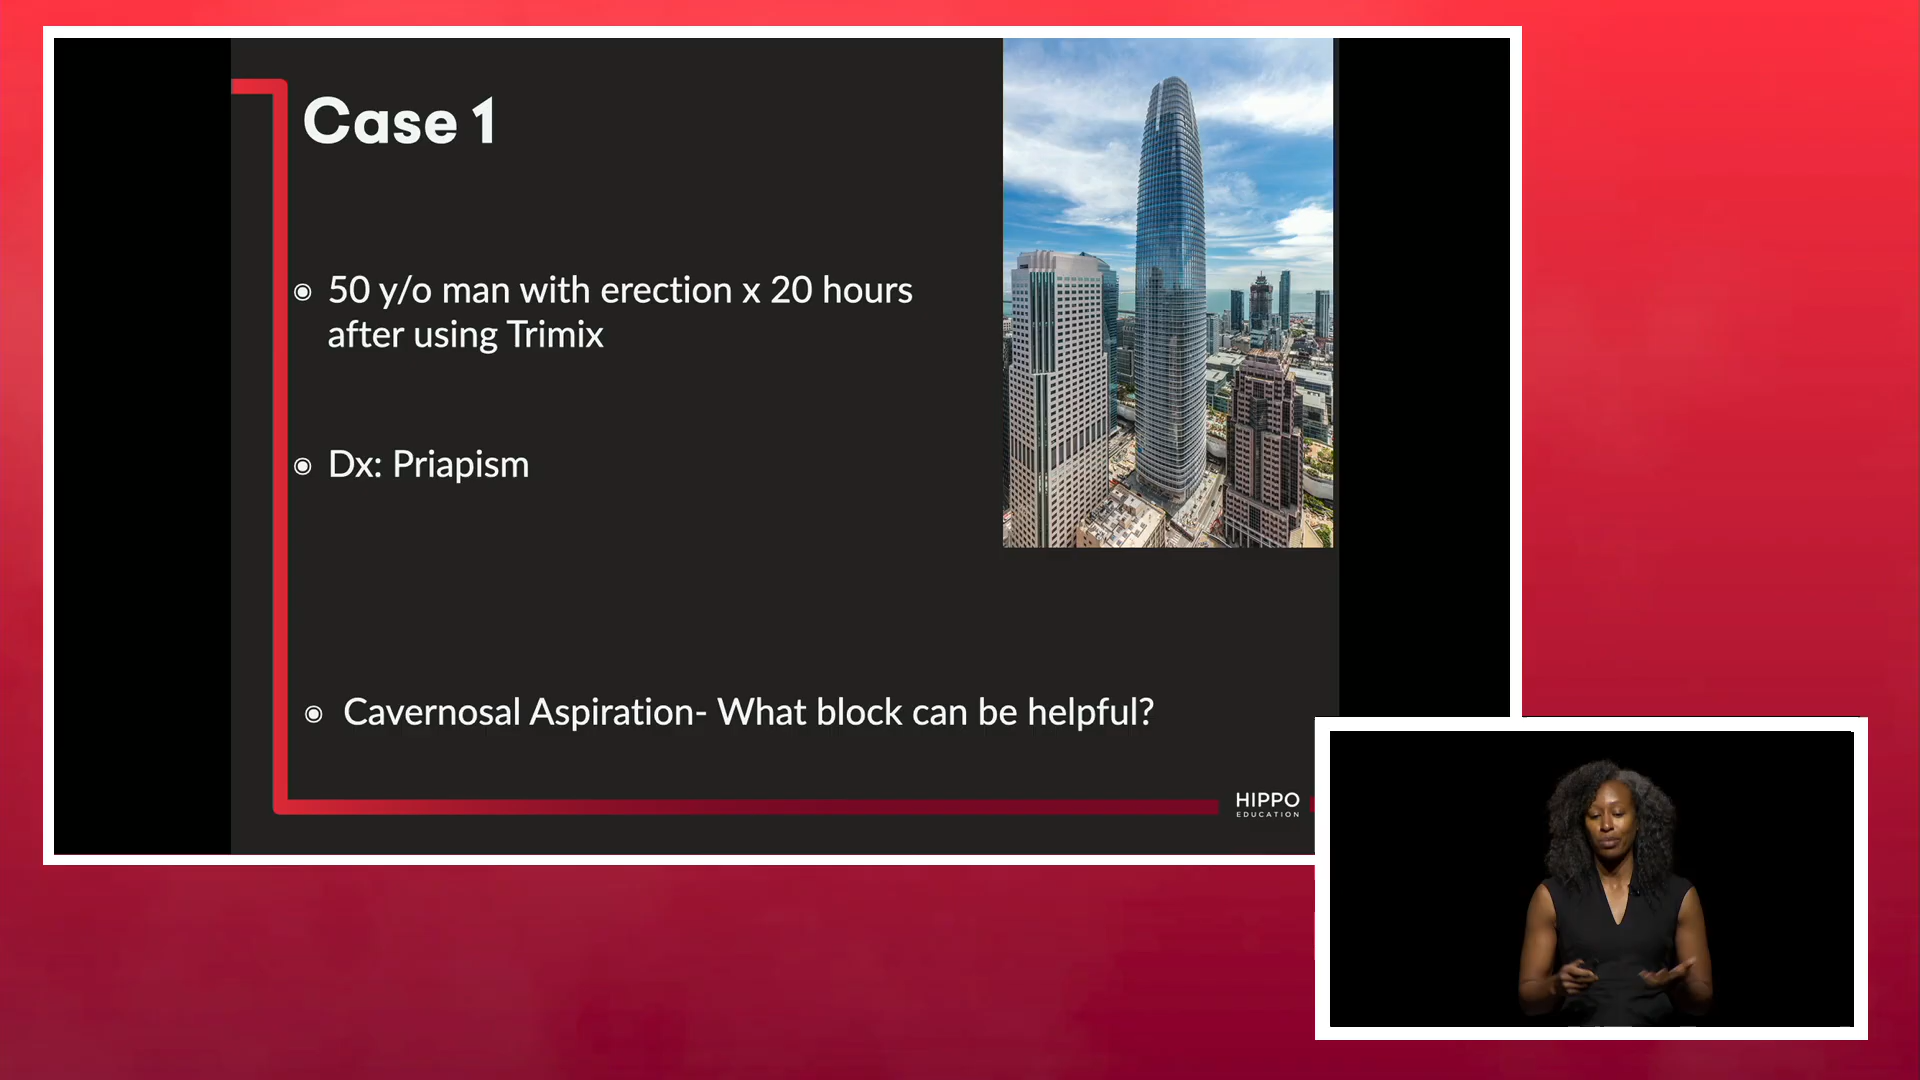 Case 1
50 y/o man with erection x 20 hours
after using Trimix
Dx: Priapism
Cavernosal Aspiration- What block can be helpful?
HIPPO
EDUCATION